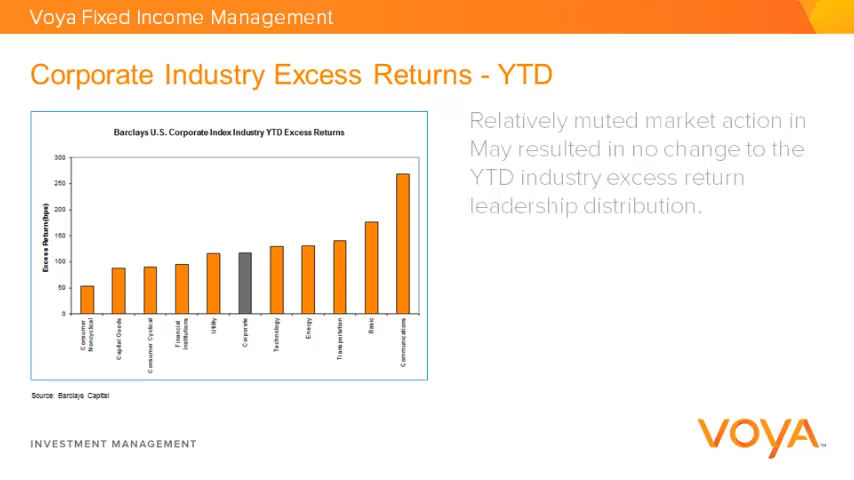 Voya Fixed Income Management
Corporate Industry Excess Returns - YTD
Barclays U.S. Corporate Index Industry YTD Excess Returns
Excess Return (bps)
300
250
200
150
100
50
0
Consumer
Noncyclical
Capital Goods
Consumer Cyclical
Financial
Institutions
Utility
Corporate
Technology
Energy
Transportation
Basic
Communications
Source: Barclays Capital
Relatively muted market action in
May resulted in no change to the
YTD industry excess return
leadership distribution.
INVESTMENT MANAGEMENT
VOYA™